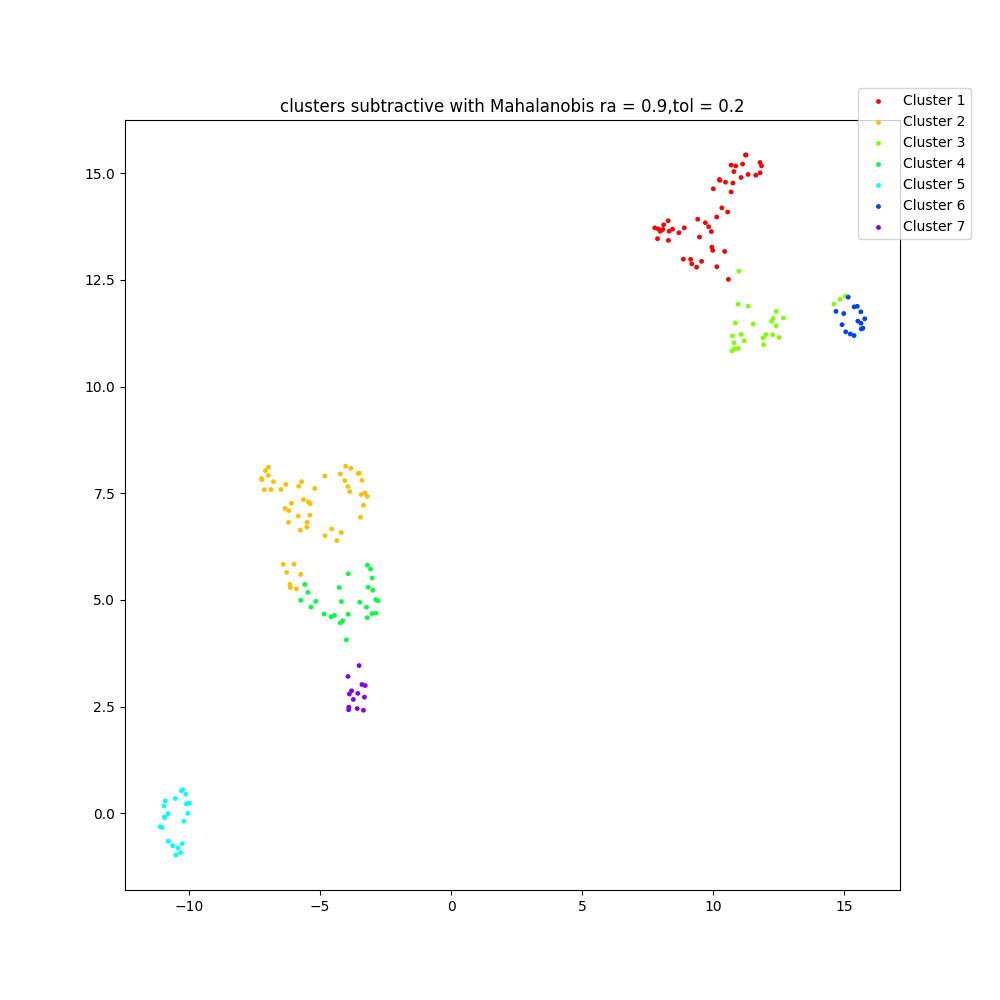 clusters subtractive with Mahalanobis ra = 0.9,tol = 0.2
Cluster 1
Cluster 2
Cluster 3
Cluster 4
Cluster 5
Cluster 6
Cluster 7
15.0
12.5
10.0
7.5
5.0
2.5
0.0
−10 −5 0 5 10 15